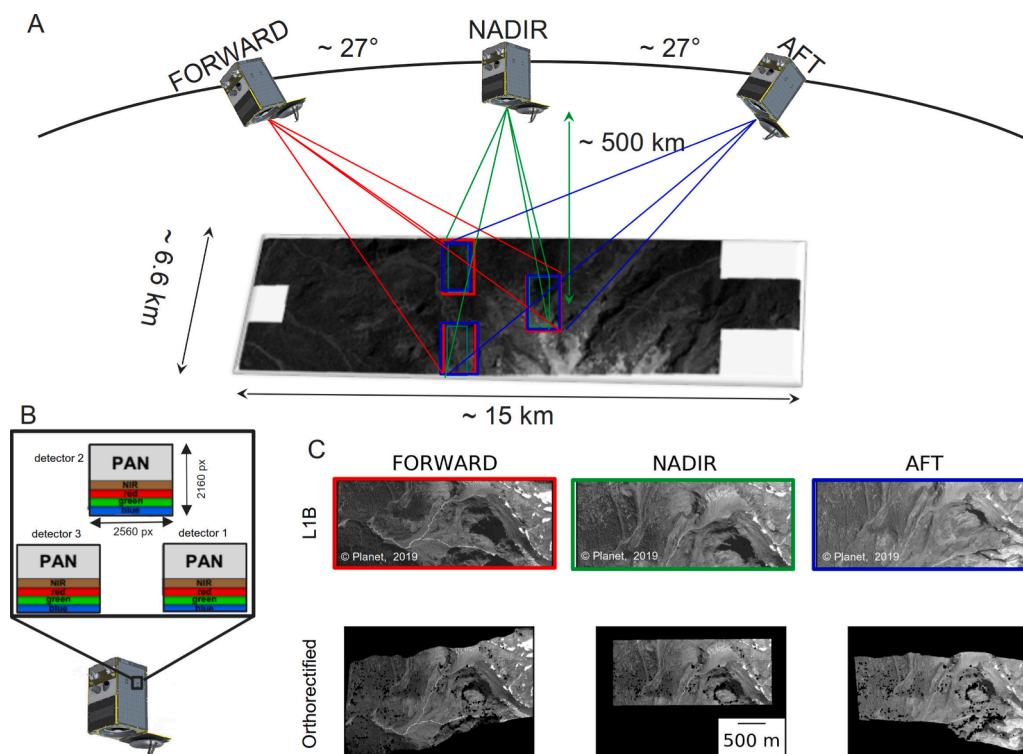 A
FORWARD
~ 27°
NADIR
~ 27°
AFT
~ 500 km
~ 6.6 km
~ 15 km
B
detector 2
PAN
NIR
red
green
blue
2160 px
2560 px
detector 3
detector 1
PAN
NIR
red
green
blue
PAN
NIR
red
green
blue
C
FORWARD
NADIR
AFT
L1B
© Planet, 2019
© Planet, 2019
© Planet, 2019
Orthorectified
500 m